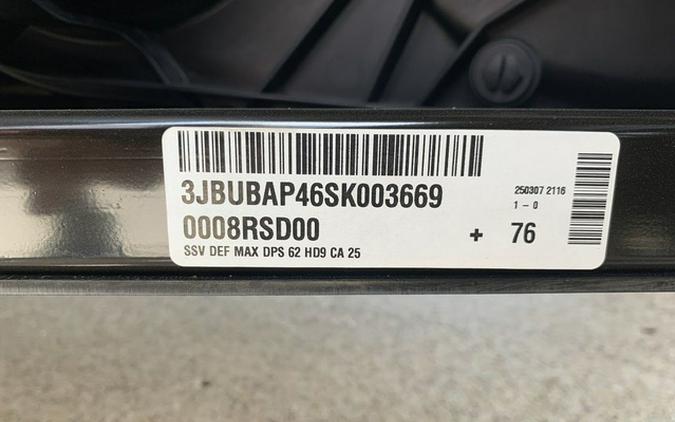 3JBUBAP46SK003669
250307 2116
1 - 0
0008RSD00
+ 76
SSV DEF MAX DPS 62 HD9 CA 25